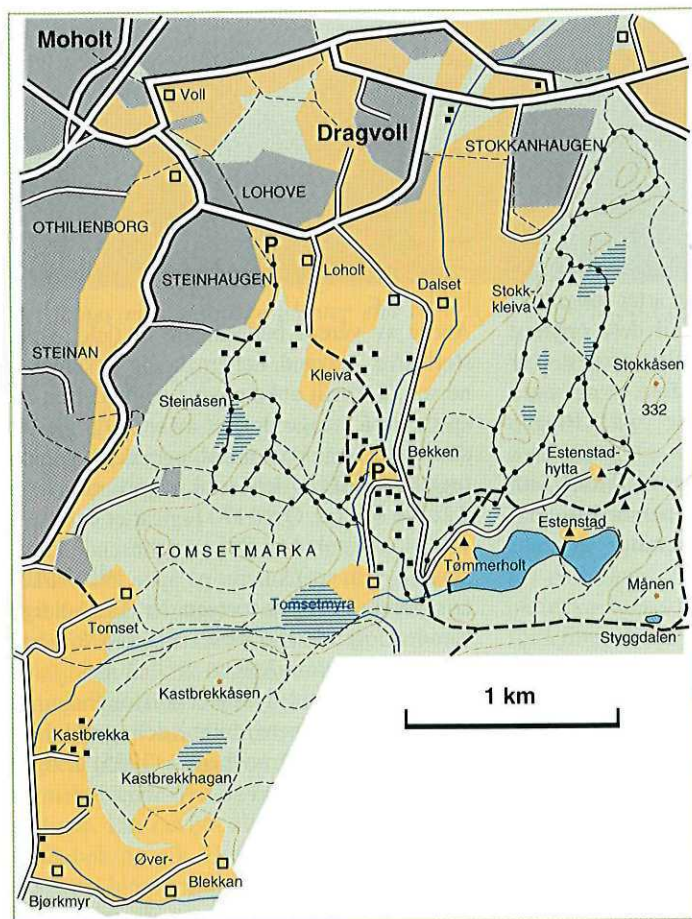 Moholt
Voll
Dragvoll
STOKKANHAUGEN
LOHOVE
OTHILIENBORG
P
STEINHAUGEN
Loholt
Dalset
Stokk-
kleiva
STEINAN
Kleiva
Stokkåsen
Steinåsen
332
Bekken
Estenstad-
hytta
P
Estenstad
TOMSETMARKA
Tømmerholt
Månen
Tomsetmyra
Tomset
Styggdalen
Kastbrekkåsen
1 km
Kastbrekka
Kastbrekkhagan
Øver-
Blekkan
Bjørkmyr